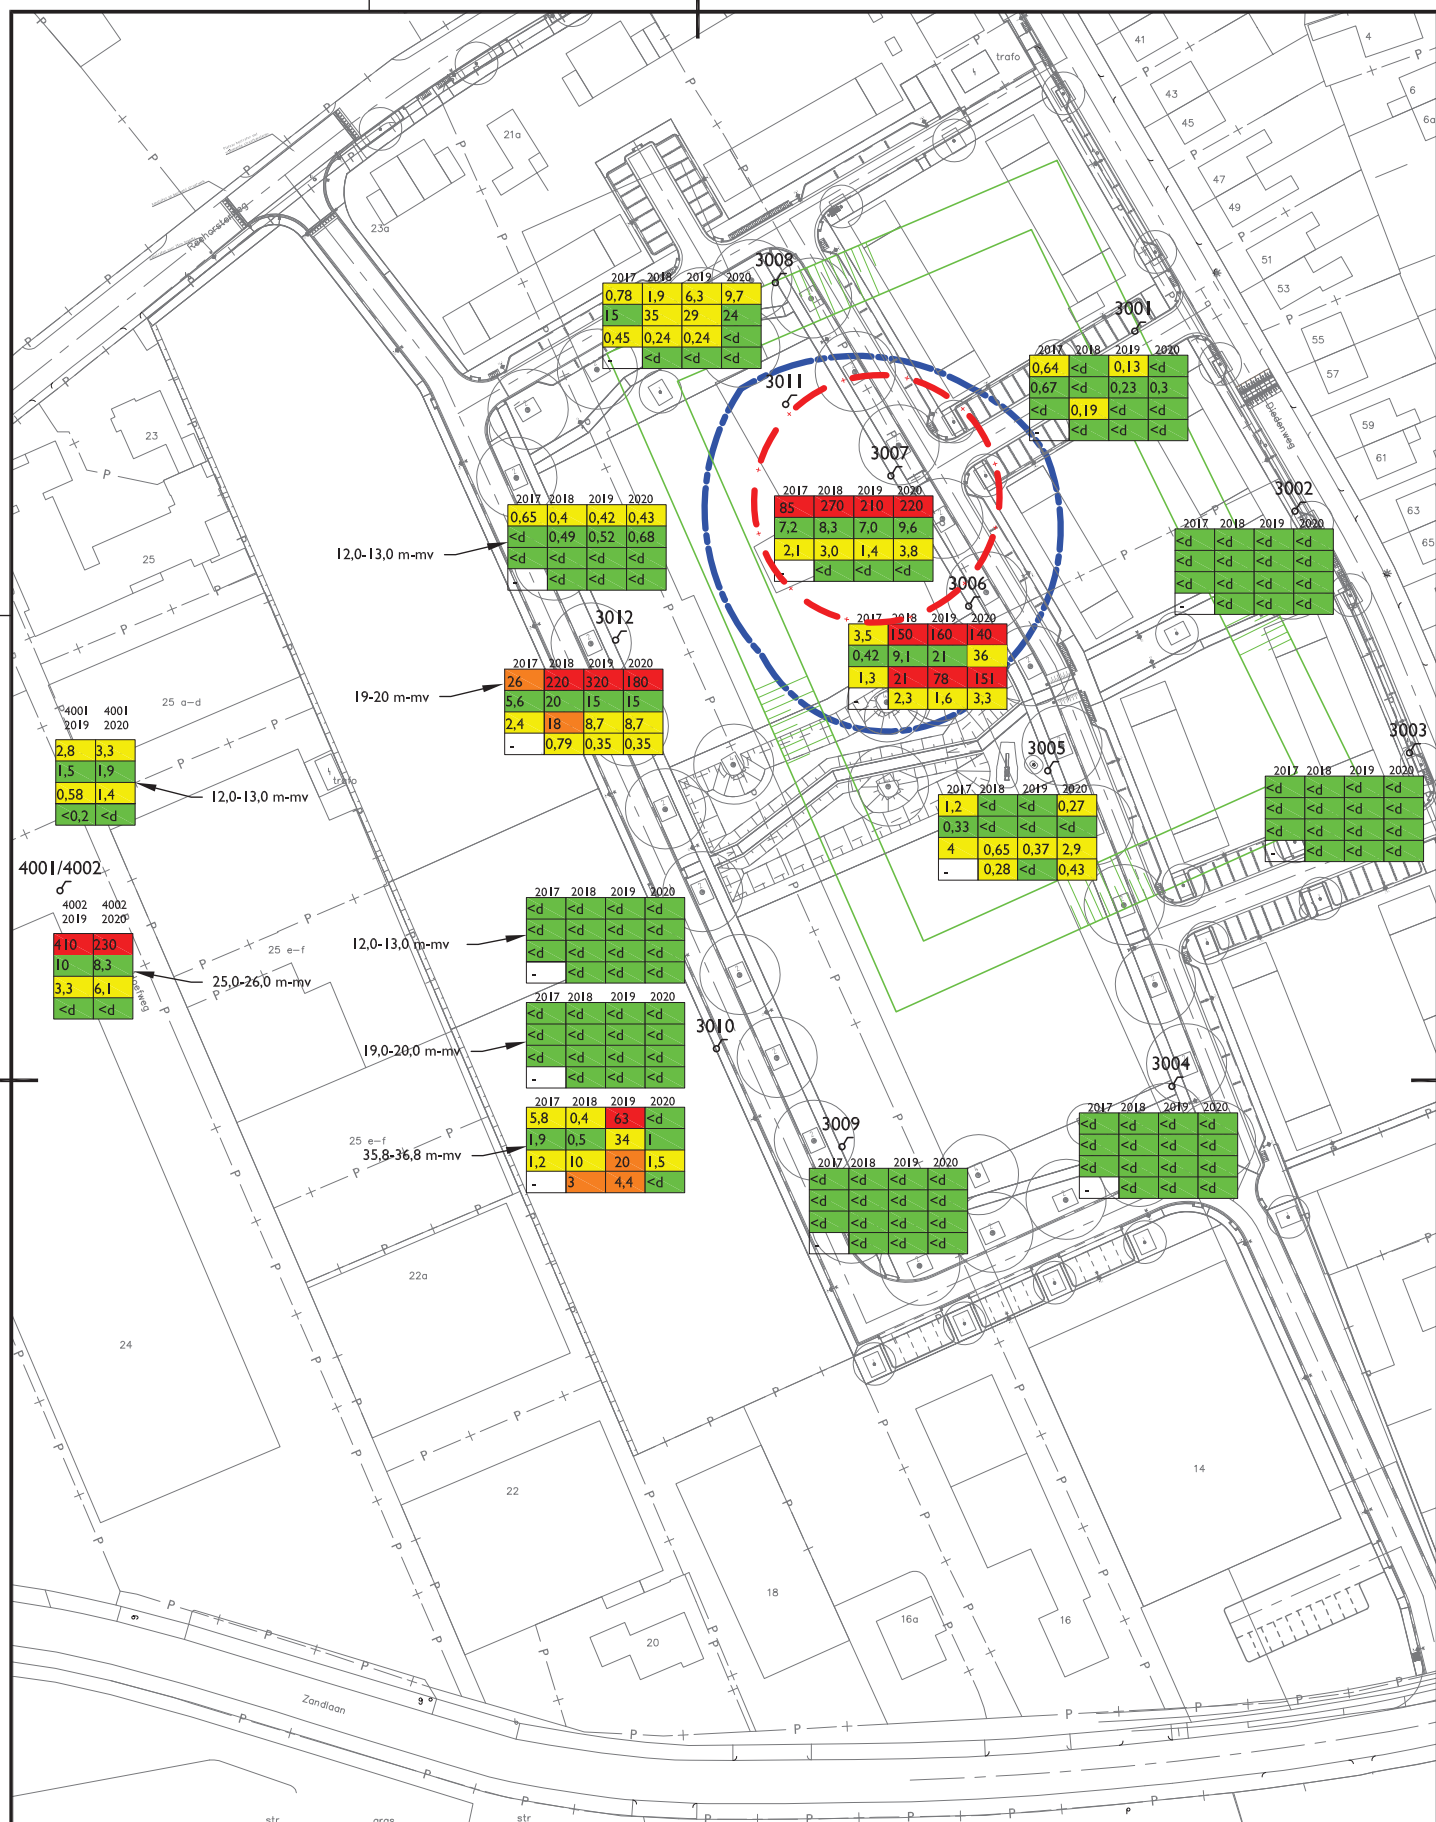 41
4
trafo
43
6
6a
45
21a
47
49
23a
51
53
55
57
59
61
63
65
Diedenweg
3008
2017 2018 2019 2020
0,78 1,9 6,3 9,7
15 35 29 24
0,45 0,24 0,24 <d
- <d <d <d
3001
2017 2018 2019 2020
0,64 <d 0,13 <d
0,67 <d 0,23 0,3
<d 0,19 <d <d
- <d <d <d
3011
3007
2017 2018 2019 2020
85 270 210 220
7,2 8,3 7,0 9,6
2,1 3,0 1,4 3,8
- <d <d <d
23
25
12,0-13,0 m-mv
2017 2018 2019 2020
0,65 0,4 0,42 0,43
<d 0,49 0,52 0,68
<d <d <d <d
- <d <d <d
3002
2017 2018 2019 2020
<d <d <d <d
<d <d <d <d
<d <d <d <d
- <d <d <d
3006
2017 2018 2019 2020
3,5 150 160 140
0,42 9,1 21 36
1,3 21 78 151
- 2,3 1,6 3,3
3012
19-20 m-mv
2017 2018 2019 2020
26 220 320 180
5,6 20 15 15
2,4 18 8,7 8,7
- 0,79 0,35 0,35
25 a-d
trafo
4001 4001
2019 2020
2,8 3,3
1,5 1,9
0,58 1,4
<0,2 <d
12,0-13,0 m-mv
3005
2017 2018 2019 2020
1,2 <d <d 0,27
0,33 <d <d <d
4 0,65 0,37 2,9
- 0,28 <d 0,43
3003
2017 2018 2019 2020
<d <d <d <d
<d <d <d <d
<d <d <d <d
- <d <d <d
4001/4002
4002 4002
2019 2020
410 230
10 8,3
3,3 6,1
<d <d
25,0-26,0 m-mv
25 e-f
12,0-13,0 m-mv
2017 2018 2019 2020
<d <d <d <d
<d <d <d <d
<d <d <d <d
- <d <d <d
19,0-20,0 m-mv
2017 2018 2019 2020
<d <d <d <d
<d <d <d <d
<d <d <d <d
- <d <d <d
3010
25 e-f
35,8-36,8 m-mv
2017 2018 2019 2020
5,8 0,4 63 <d
1,9 0,5 34 1
1,2 10 20 1,5
- 3 4,4 <d
3004
2017 2018 2019 2020
<d <d <d <d
<d <d <d <d
<d <d <d <d
- <d <d <d
3009
2017 2018 2019 2020
<d <d <d <d
<d <d <d <d
<d <d <d <d
- <d <d <d
22a
24
22
14
18
16a
16
20
Zandlaan
str
gras
str